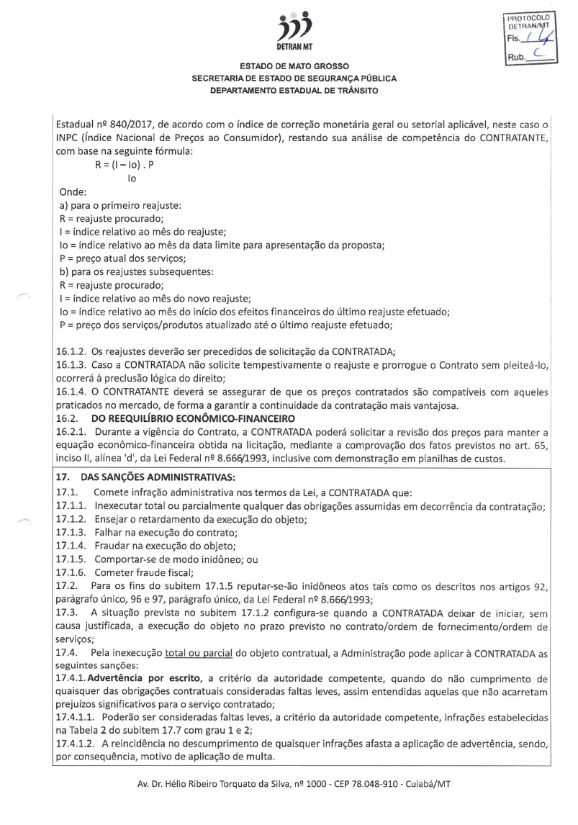 DETRAN MT
PROTOCOLO
DETRAN/MT
Fls.
Rub.
ESTADO DE MATO GROSSO
SECRETARIA DE ESTADO DE SEGURANÇA PÚBLICA
DEPARTAMENTO ESTADUAL DE TRÂNSITO
Estadual nº 840/2017, de acordo com o índice de correção monetária geral ou setorial aplicável, neste caso o
INPC (Índice Nacional de Preços ao Consumidor), restando sua análise de competência do CONTRATANTE,
com base na seguinte fórmula:
R = (I – Io) . P
Io
Onde:
a) para o primeiro reajuste:
R = reajuste procurado;
I = índice relativo ao mês do reajuste;
Io = índice relativo ao mês da data limite para apresentação da proposta;
P = preço atual dos serviços;
b) para os reajustes subsequentes:
R = reajuste procurado;
I = índice relativo ao mês do novo reajuste;
Io = índice relativo ao mês do início dos efeitos financeiros do último reajuste efetuado;
P = preço dos serviços/produtos atualizado até o último reajuste efetuado;
16.1.2. Os reajustes deverão ser precedidos de solicitação da CONTRATADA;
16.1.3. Caso a CONTRATADA não solicite tempestivamente o reajuste e prorrogue o Contrato sem pleiteá-lo,
ocorrerá à preclusão lógica do direito;
16.1.4. O CONTRATANTE deverá se assegurar de que os preços contratados são compatíveis com aqueles
praticados no mercado, de forma a garantir a continuidade da contratação mais vantajosa.
16.2. DO REEQUILÍBRIO ECONÔMICO-FINANCEIRO
16.2.1. Durante a vigência do Contrato, a CONTRATADA poderá solicitar a revisão dos preços para manter a
equação econômico-financeira obtida na licitação, mediante a comprovação dos fatos previstos no art. 65,
inciso II, alínea 'd', da Lei Federal nº 8.666/1993, inclusive com demonstração em planilhas de custos.
17. DAS SANÇÕES ADMINISTRATIVAS:
17.1. Comete infração administrativa nos termos da Lei, a CONTRATADA que:
17.1.1. Inexecutar total ou parcialmente qualquer das obrigações assumidas em decorrência da contratação;
17.1.2. Ensejar o retardamento da execução do objeto;
17.1.3. Falhar na execução do contrato;
17.1.4. Fraudar na execução do objeto;
17.1.5. Comportar-se de modo inidôneo; ou
17.1.6. Cometer fraude fiscal;
17.2. Para os fins do subitem 17.1.5 reputar-se-ão inidôneos atos tais como os descritos nos artigos 92,
parágrafo único, 96 e 97, parágrafo único, da Lei Federal nº 8.666/1993;
17.3. A situação prevista no subitem 17.1.2 configura-se quando a CONTRATADA deixar de iniciar, sem
causa justificada, a execução do objeto no prazo previsto no contrato/ordem de fornecimento/ordem de
serviços;
17.4. Pela inexecução total ou parcial do objeto contratual, a Administração pode aplicar à CONTRATADA as
seguintes sanções:
17.4.1. Advertência por escrito, a critério da autoridade competente, quando do não cumprimento de
quaisquer das obrigações contratuais consideradas faltas leves, assim entendidas aquelas que não acarretam
prejuízos significativos para o serviço contratado;
17.4.1.1. Poderão ser consideradas faltas leves, a critério da autoridade competente, infrações estabelecidas
na Tabela 2 do subitem 17.7 com grau 1 e 2;
17.4.1.2. A reincidência no descumprimento de quaisquer infrações afasta a aplicação de advertência, sendo,
por consequência, motivo de aplicação de multa.
Av. Dr. Hélio Ribeiro Torquato da Silva, nº 1000 - CEP 78.048-910 - Cuiabá/MT